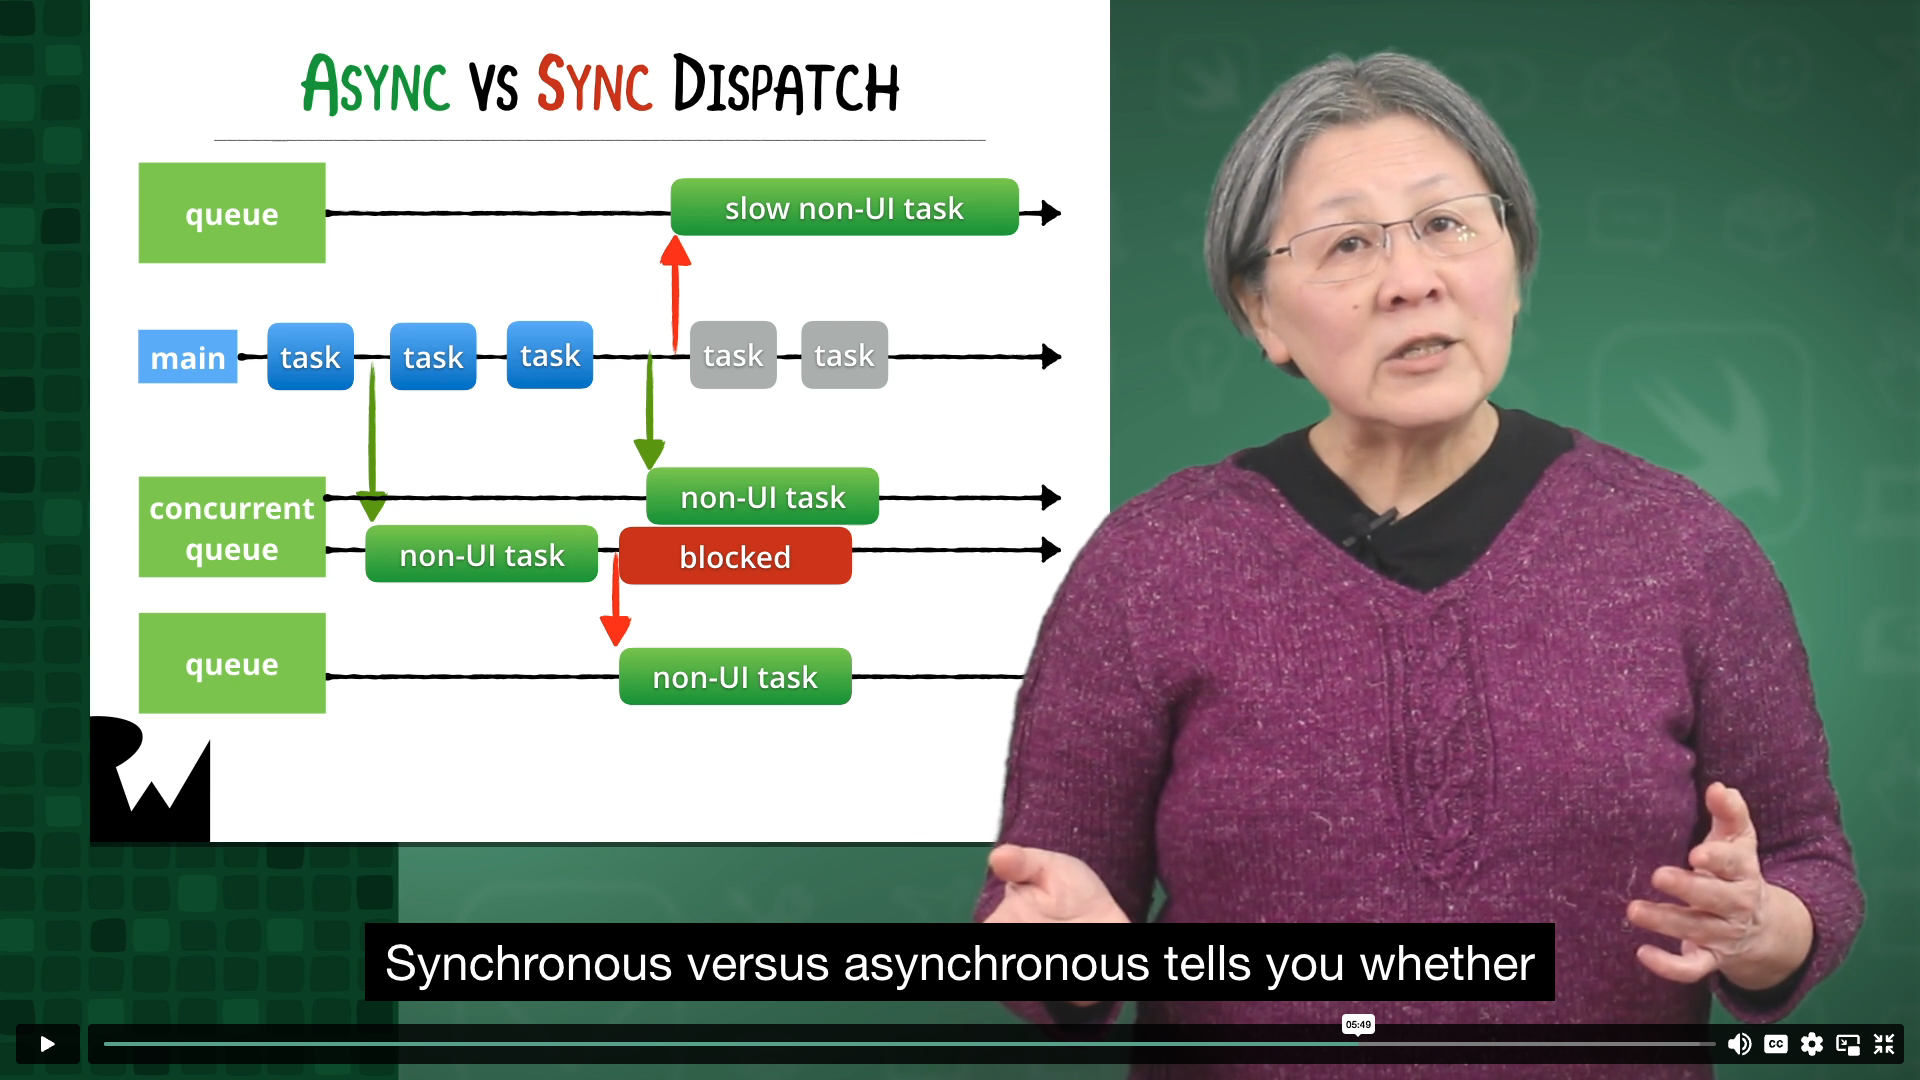 ASYNC VS SYNC DISPATCH
queue
slow non-UI task
main
task
task
task
task
task
concurrent
queue
non-UI task
non-UI task
blocked
queue
non-UI task
Synchronous versus asynchronous tells you whether
05:49
CC